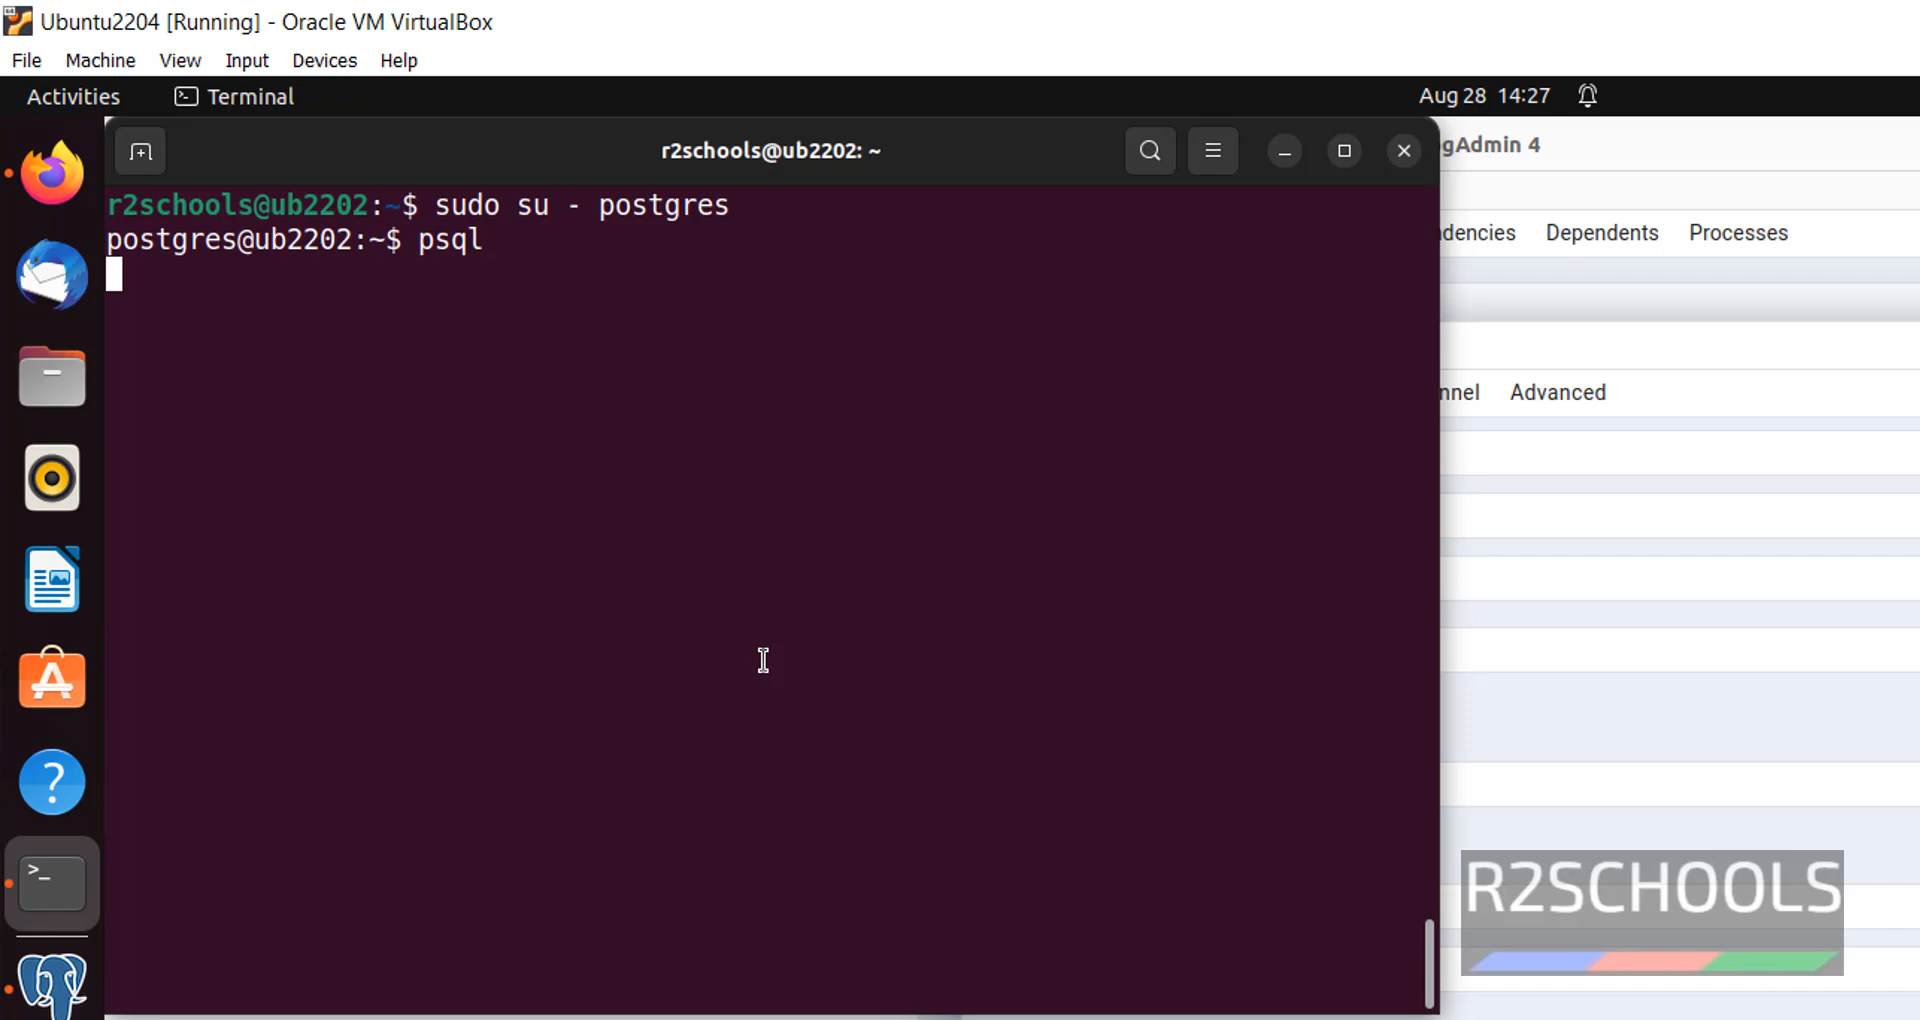 Ubuntu2204 [Running] - Oracle VM VirtualBox
File Machine View Input Devices Help
Activities Terminal Aug 28 14:27
r2schools@ub2202: ~
gAdmin 4
r2schools@ub2202:~$ sudo su - postgres
postgres@ub2202:~$ psql
dencies Dependents Processes
nnel Advanced
R2SCHOOLS